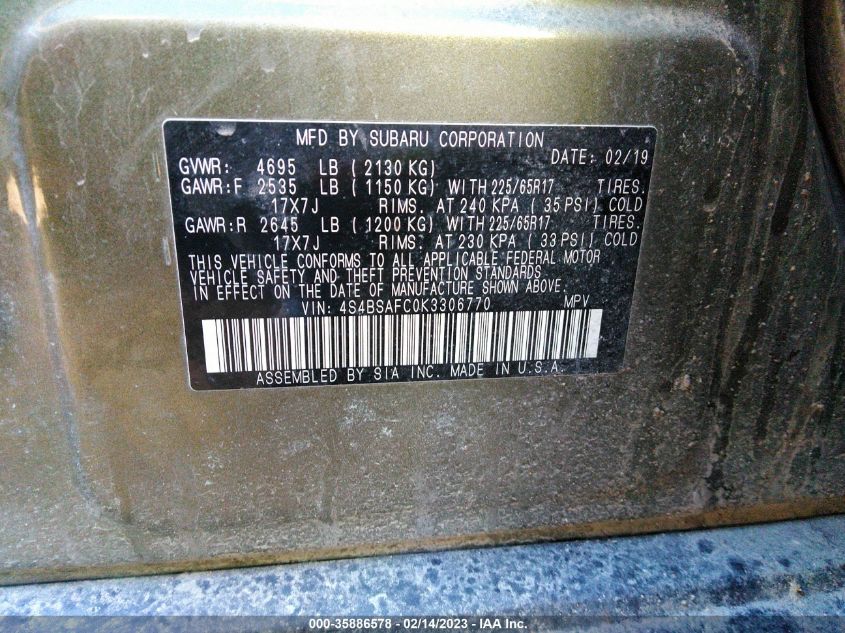 MFD BY SUBARU CORPORATION
GVWR: 4695 LB ( 2130 KG) DATE: 02/19
GAWR:F 2535 LB ( 1150 KG) WITH 225/65R17 TIRES.
17X7J RIMS. AT 240 KPA ( 35 PSI) COLD
GAWR:R 2645 LB ( 1200 KG) WITH 225/65R17 TIRES.
17X7J RIMS. AT 230 KPA ( 33 PSI) COLD
THIS VEHICLE CONFORMS TO ALL APPLICABLE FEDERAL MOTOR
VEHICLE SAFETY AND THEFT PREVENTION STANDARDS
IN EFFECT ON THE DATE OF MANUFACTURE SHOWN ABOVE.
VIN: 4S4BSAFC0K3306770 MPV
ASSEMBLED BY SIA INC. MADE IN U.S.A.
000-35886578 — 02/14/2023 — IAA Inc.